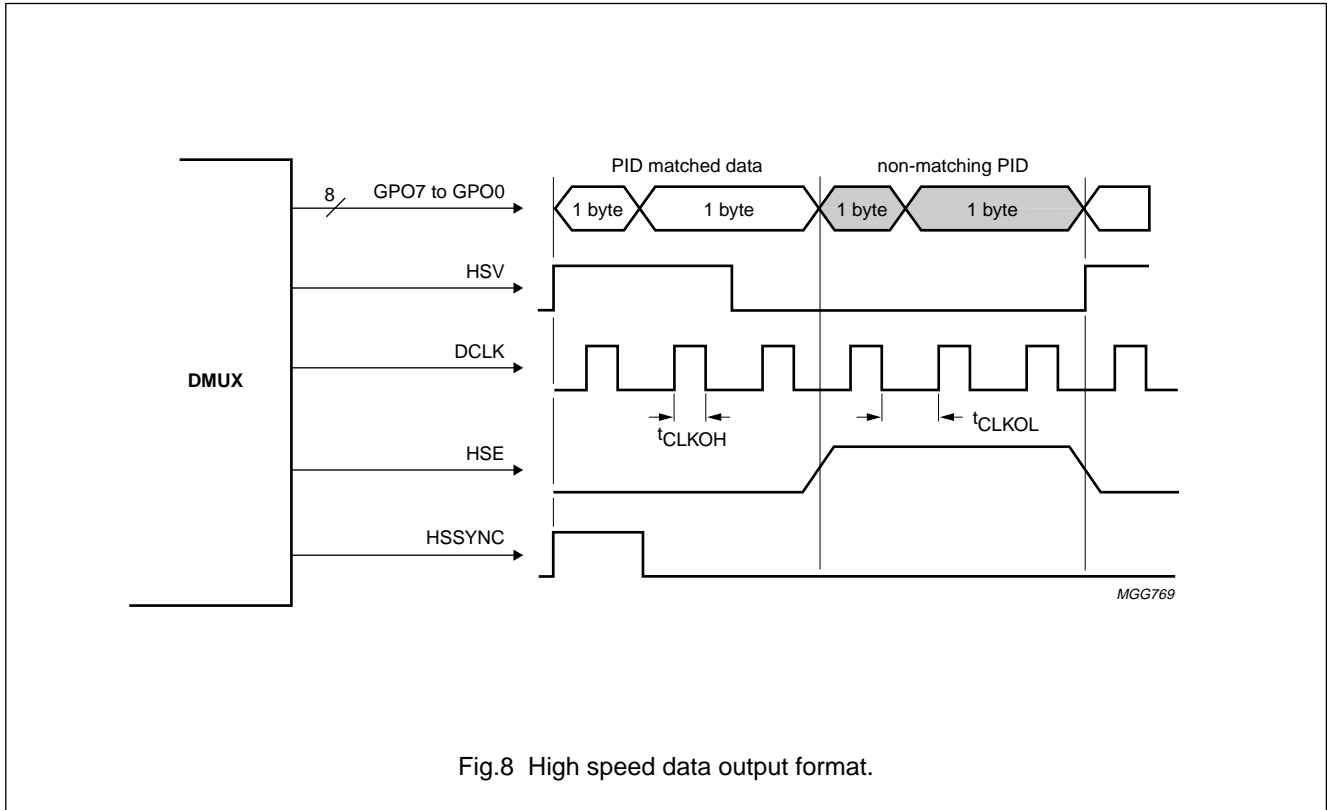 PID matched data
non-matching PID
8
GPO7 to GPO0
1 byte
1 byte
1 byte
1 byte
HSV
DCLK
DMUX
tCLKOH
tCLKOL
HSE
HSSYNC
MGG769
Fig.8 High speed data output format.